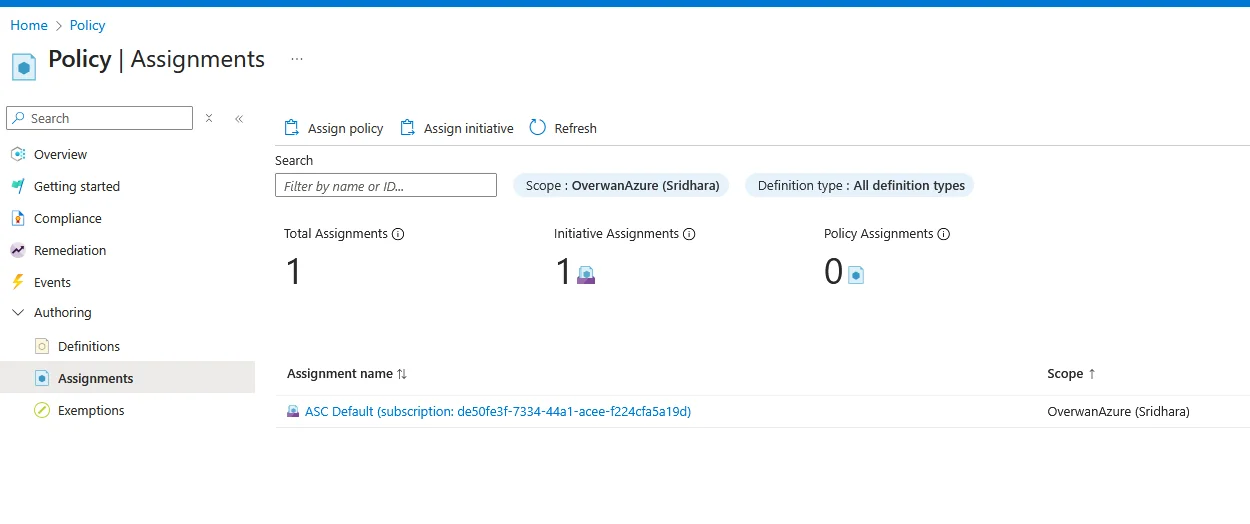 Home > Policy
Policy | Assignments ...
Search
Overview
Getting started
Compliance
Remediation
Events
Authoring
Definitions
Assignments
Exemptions
Assign policy Assign initiative Refresh
Search
Filter by name or ID... Scope : OverwanAzure (Sridhara) Definition type : All definition types
Total Assignments Initiative Assignments Policy Assignments
1 1 0
Assignment name Scope
ASC Default (subscription: de50fe3f-7334-44a1-acee-f224cfa5a19d) OverwanAzure (Sridhara)